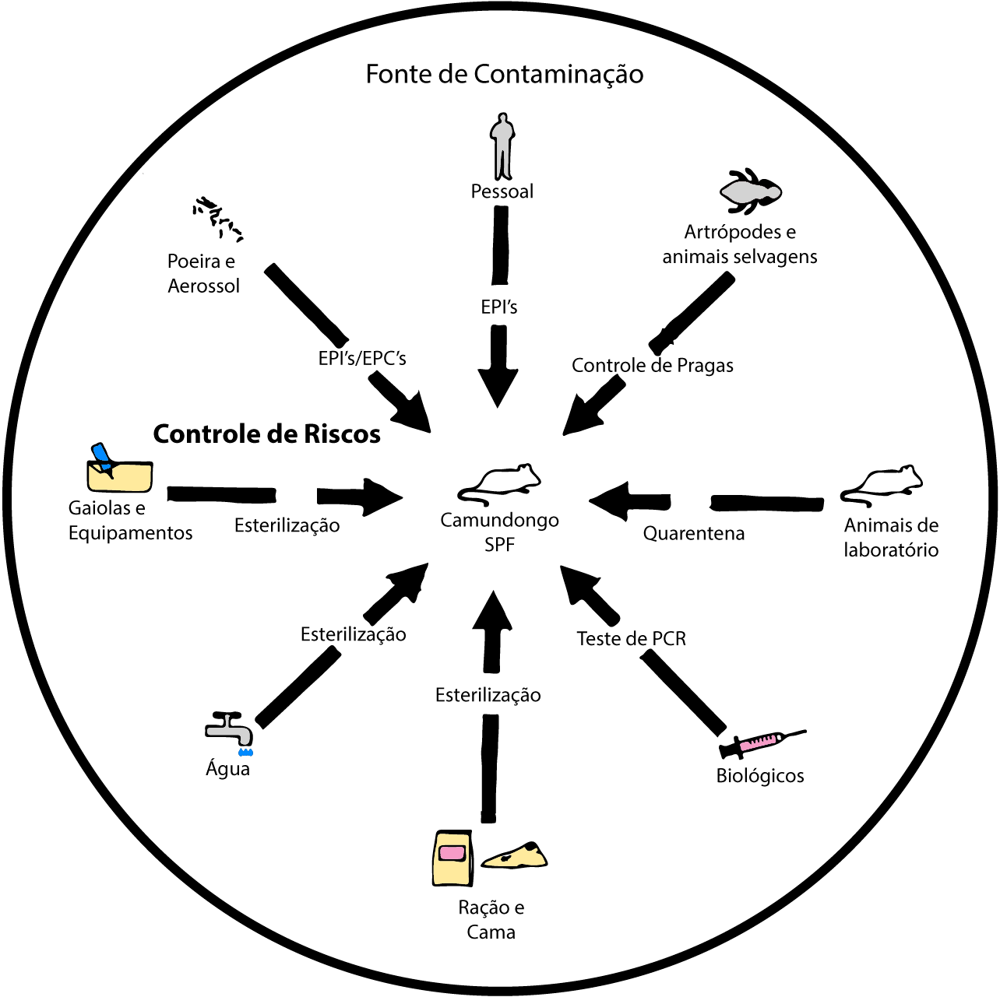 Fonte de Contaminação
Pessoal
Artrópodes e
animais selvagens
Poeira e
Aerossol
EPI’s
EPI’s/EPC’s
Controle de Pragas
Controle de Riscos
Gaiolas e
Equipamentos
Esterilização
Camundongo
SPF
Quarentena
Animais de
laboratório
Esterilização
Teste de PCR
Esterilização
Água
Biológicos
Ração e
Cama